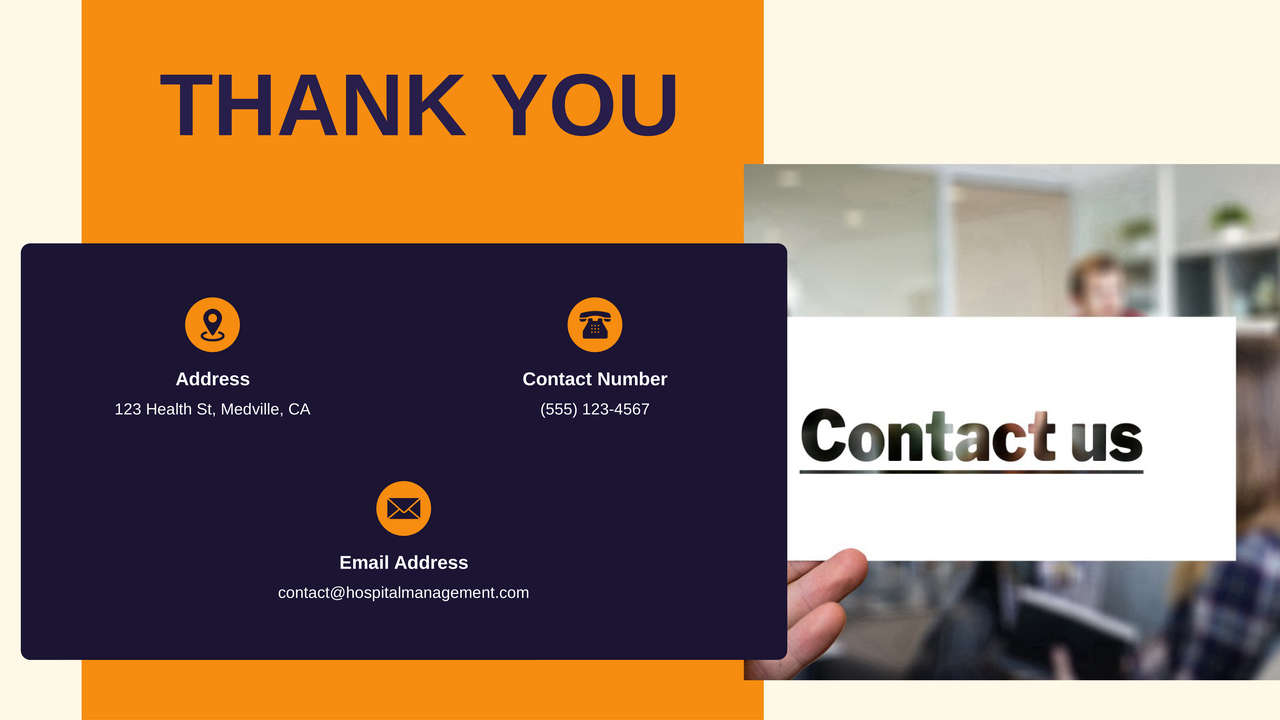 THANK YOU
Address
123 Health St, Medville, CA
Contact Number
(555) 123-4567
Email Address
contact@hospitalmanagement.com
Contact us